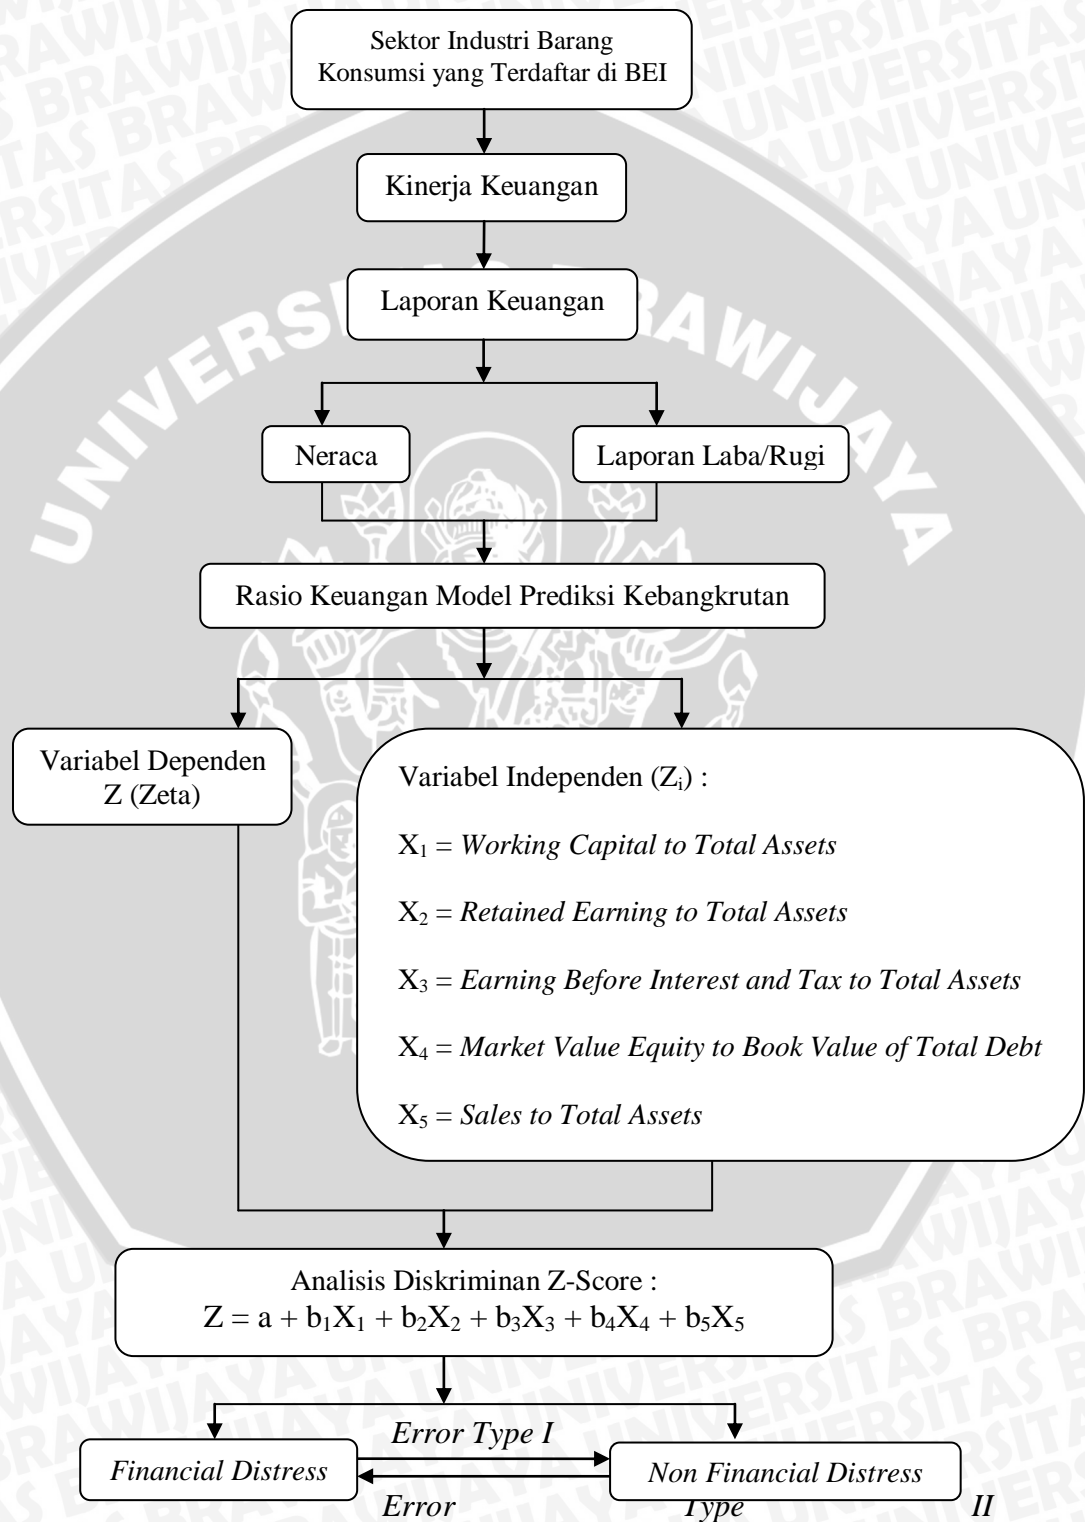 Sektor Industri Barang
Konsumsi yang Terdaftar di BEI
Kinerja Keuangan
Laporan Keuangan
UNIVERSITAS BRAWIJAYA
Neraca
Laporan Laba/Rugi
Rasio Keuangan Model Prediksi Kebangkrutan
Variabel Dependen
Z (Zeta)
Variabel Independen (Zᵢ) :
X₁ = Working Capital to Total Assets
X₂ = Retained Earning to Total Assets
X₃ = Earning Before Interest and Tax to Total Assets
X₄ = Market Value Equity to Book Value of Total Debt
X₅ = Sales to Total Assets
Analisis Diskriminan Z-Score :
Z = a + b₁X₁ + b₂X₂ + b₃X₃ + b₄X₄ + b₅X₅
Error Type I
Financial Distress
Non Financial Distress
Error Type II